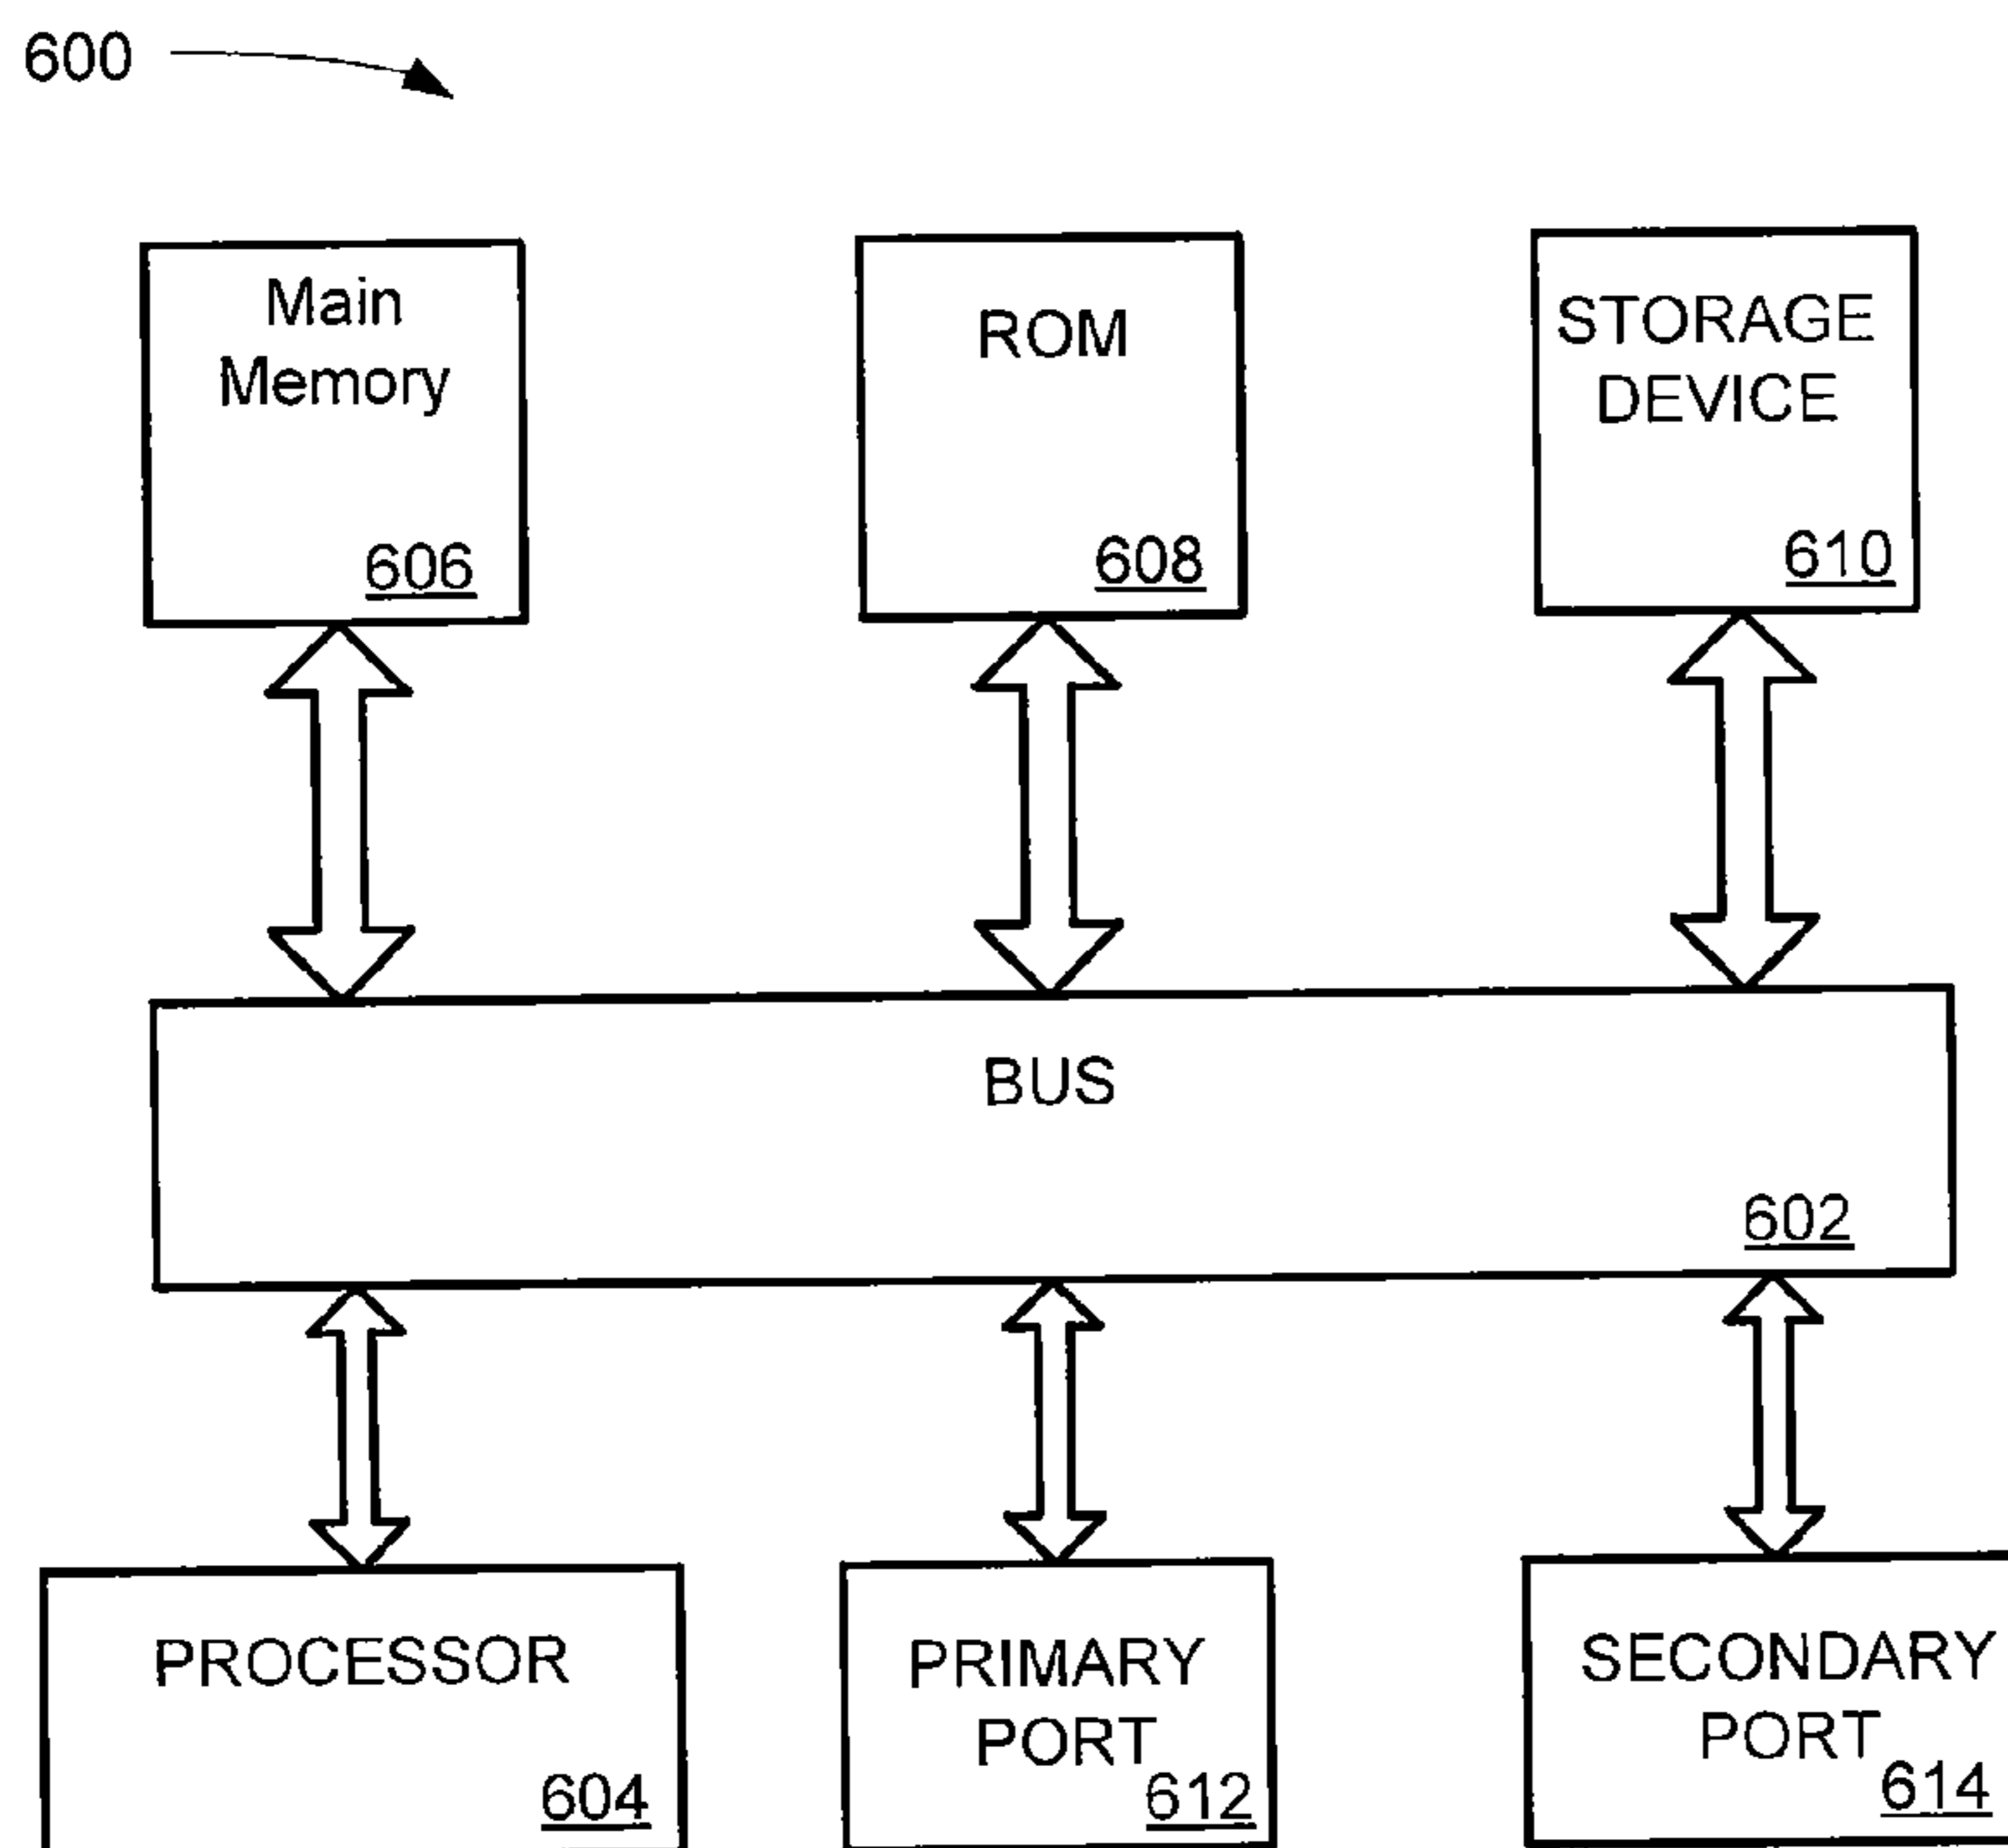 600
Main
Memory
606
ROM
608
STORAGE
DEVICE
610
BUS
602
PROCESSOR
604
PRIMARY
PORT
612
SECONDARY
PORT
614